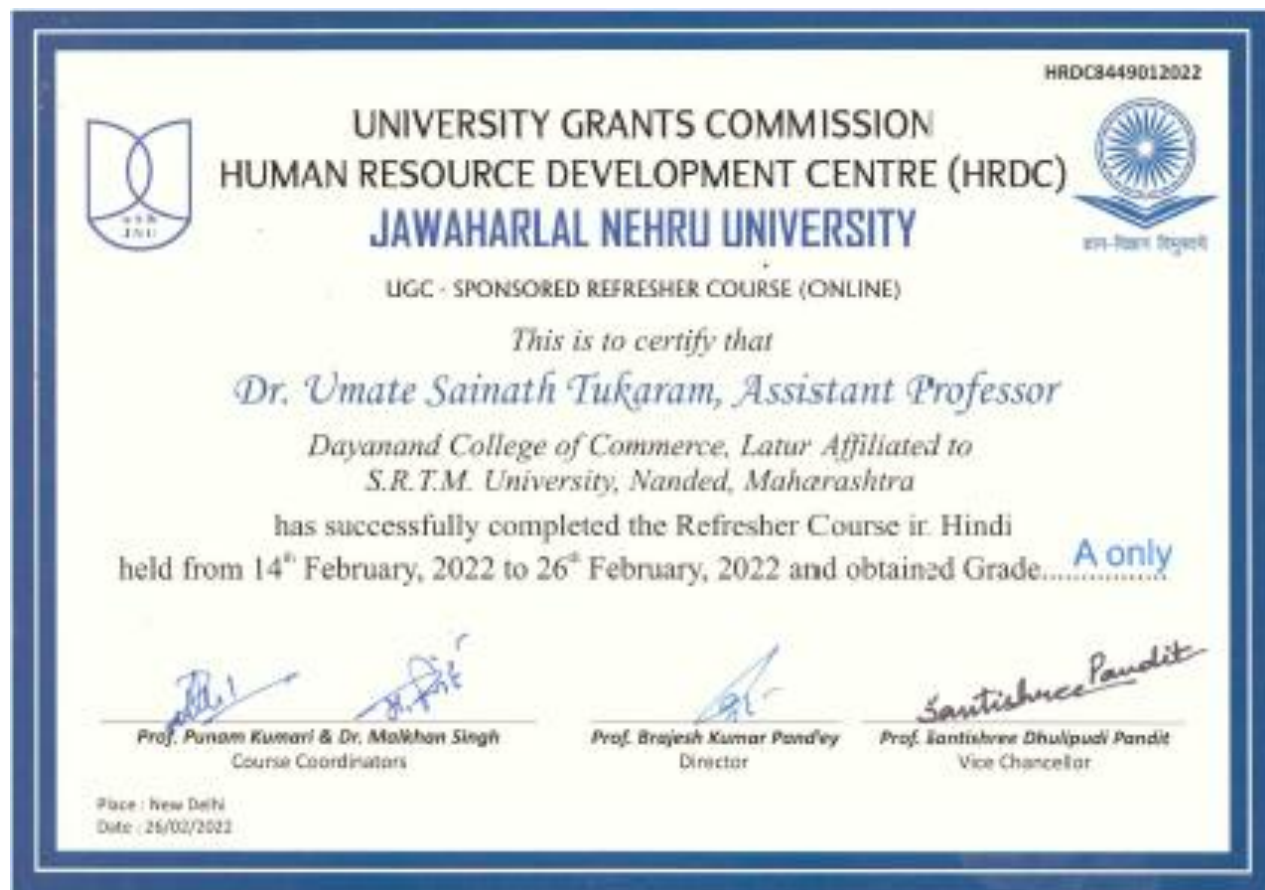 HRDC8449012022
UNIVERSITY GRANTS COMMISSION
HUMAN RESOURCE DEVELOPMENT CENTRE (HRDC)
JAWAHARLAL NEHRU UNIVERSITY
UGC - SPONSORED REFRESHER COURSE (ONLINE)
This is to certify that
Dr. Umate Sainath Tukaram, Assistant Professor
Dayanand College of Commerce, Latur Affiliated to
S.R.T.M. University, Nanded, Maharashtra
has successfully completed the Refresher Course in Hindi
held from 14th February, 2022 to 26th February, 2022 and obtained Grade.... A only
Santishree Pandit
Prof. Punam Kumari & Dr. Malkhan Singh
Course Coordinators
Prof. Brajesh Kumar Pandey
Director
Prof. Santishree Dhulipudi Pandit
Vice Chancellor
Place : New Delhi
Date : 26/02/2022
JNU
ज्ञान-विज्ञान विमुक्तये